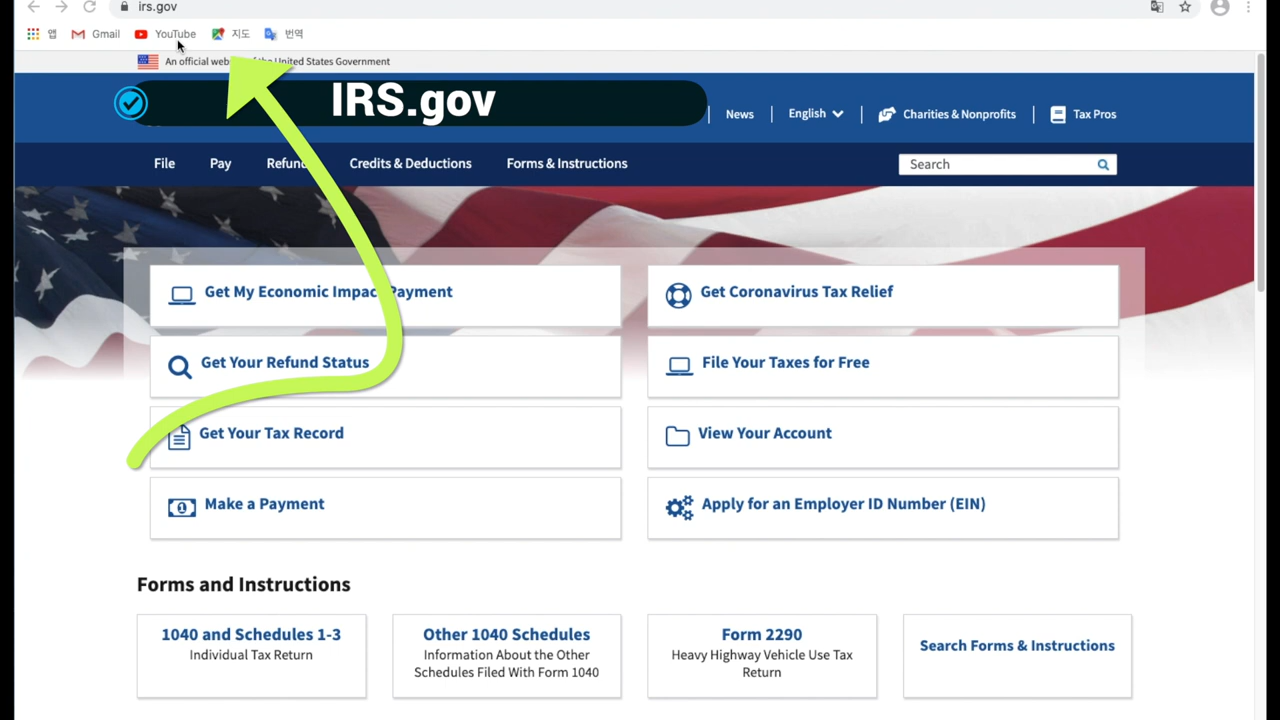 irs.gov
앱 Gmail YouTube 지도 번역
An official web the United States Government
IRS.gov
News English Charities & Nonprofits Tax Pros
File Pay Refun Credits & Deductions Forms & Instructions
Search
Get My Economic Impac Payment
Get Coronavirus Tax Relief
Get Your Refund Status
File Your Taxes for Free
Get Your Tax Record
View Your Account
Make a Payment
Apply for an Employer ID Number (EIN)
Forms and Instructions
1040 and Schedules 1-3
Individual Tax Return
Other 1040 Schedules
Information About the Other
Schedules Filed With Form 1040
Form 2290
Heavy Highway Vehicle Use Tax
Return
Search Forms & Instructions